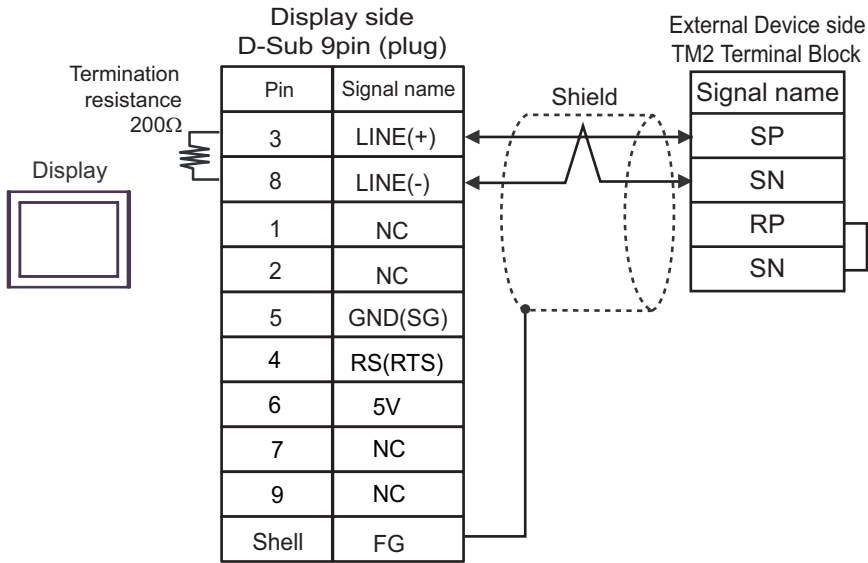 Display side
D-Sub 9pin (plug)
External Device side
TM2 Terminal Block
Termination
resistance
200Ω
Display
Shield
Pin Signal name
3 LINE(+)
8 LINE(-)
1 NC
2 NC
5 GND(SG)
4 RS(RTS)
6 5V
7 NC
9 NC
Shell FG
Signal name
SP
SN
RP
SN